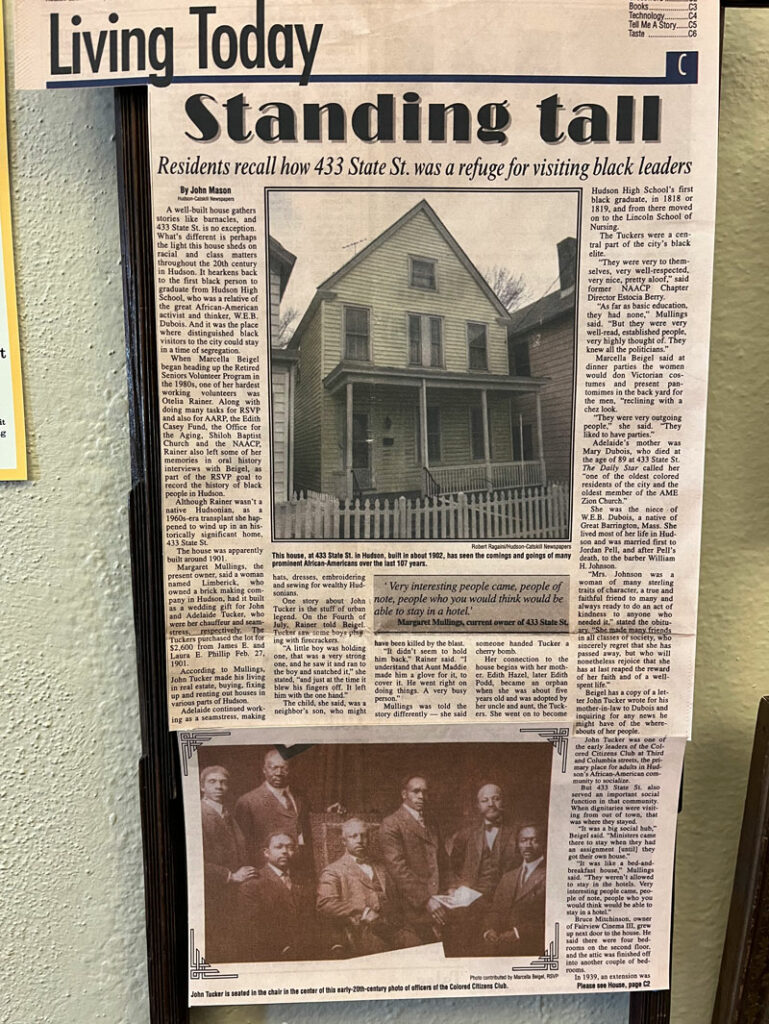 Living Today
Books............C3
Technology.......C4
Tell Me A Story.....C5
Taste ..............C6
C
Standing tall
Residents recall how 433 State St. was a refuge for visiting black leaders
By John Mason
Hudson-Catskill Newspapers
A well-built house gathers
stories like barnacles, and
433 State St. is no exception.
What's different is perhaps
the light this house sheds on
racial and class matters
throughout the 20th century
in Hudson. It hearkens back
to the first black person to
graduate from Hudson High
School, who was a relative of
the great African-American
activist and thinker, W.E.B.
Dubois. And it was the place
where distinguished black
visitors to the city could stay
in a time of segregation.
When Marcella Beigel
began heading up the Retired
Seniors Volunteer Program in
the 1980s, one of her hardest
working volunteers was
Otelia Rainer. Along with
doing many tasks for RSVP
and also for AARP, the Edith
Casey Fund, the Office for
the Aging, Shiloh Baptist
Church and the NAACP,
Rainer also left some of her
memories in oral history
interviews with Beigel, as
part of the RSVP goal to
record the history of black
people in Hudson.
Although Rainer wasn't a
native Hudsonian, as a
1960s-era transplant she hap-
pened to wind up in an his-
torically significant home,
433 State St.
The house was apparently
built around 1901.
Margaret Mullings, the
present owner, said a woman
named Limberick, who
owned a brick making com-
pany in Hudson, had it built
as a wedding gift for John
and Adelaide Tucker, who
were her chauffeur and seam-
stress, respectively. The
Tuckers purchased the lot for
$2,600 from James E. and
Laura E. Phillip Feb. 27,
1901.
According to Mullings,
John Tucker made his living
in real estate, buying, fixing
up and renting out houses in
various parts of Hudson.
Adelaide continued work-
ing as a seamstress, making
Robert Ragaini/Hudson-Catskill Newspapers
This house, at 433 State St. in Hudson, built in about 1902, has seen the comings and goings of many
prominent African-Americans over the last 107 years.
hats, dresses, embroidering
and sewing for wealthy Hud-
sonians.
One story about John
Tucker is the stuff of urban
legend. On the Fourth of
July, Rainer told Beigel,
Tucker saw some boys play-
ing with firecrackers.
"A little boy was holding
one, that was a very strong
one, and he saw it and ran to
the boy and snatched it," she
stated, "and just at the time it
blew his fingers off. It left
him with the one hand."
The child, she said, was a
neighbor's son, who might
'Very interesting people came, people of
note, people who you would think would be
able to stay in a hotel.'
Margaret Mullings, current owner of 433 State St.
have been killed by the blast.
"It didn't seem to hold
him back," Rainer said. "I
understand that Aunt Maddie
made him a glove for it, to
cover it. He went right on
doing things. A very busy
person."
Mullings was told the
story differently — she said
someone handed Tucker a
cherry bomb.
Her connection to the
house begins with her moth-
er. Edith Hazel, later Edith
Pudd, became an orphan
when she was about five
years old and was adopted by
her uncle and aunt, the Tuck-
ers. She went on to become
Hudson High School's first
black graduate, in 1818 or
1819, and from there moved
on to the Lincoln School of
Nursing.
The Tuckers were a cen-
tral part of the city's black
elite.
"They were very to them-
selves, very well-respected,
very nice, pretty aloof," said
former NAACP Chapter
Director Estocia Berry.
"As far as basic education,
they had none," Mullings
said. "But they were very
well-read, established people,
very highly thought of. They
knew all the politicians."
Marcella Beigel said at
dinner parties the women
would don Victorian cos-
tumes and present pan-
tomimes in the back yard for
the men, "reclining with a
chez look.
"They were very outgoing
people," she said. "They
liked to have parties."
Adelaide's mother was
Mary Dubois, who died at
the age of 89 at 433 State St.
The Daily Star called her
"one of the oldest colored
residents of the city and the
oldest member of the AME
Zion Church."
She was the niece of
W.E.B. Dubois, a native of
Great Barrington, Mass. She
lived most of her life in Hud-
son and was married first to
Jordan Pell, and after Pell's
death, to the barber William
H. Johnson.
"Mrs. Johnson was a
woman of many sterling
traits of character, a true and
faithful friend to many and
always ready to do an act of
kindness to anyone who
needed it," stated the obitu-
ary. "She made many friends
in all classes of society, who
sincerely regret that she has
passed away, but who will
nonetheless rejoice that she
has at last reaped the reward
of her faith and of a well-
spent life."
Beigel has a copy of a let-
ter John Tucker wrote for his
mother-in-law to Dubois and
inquiring for any news he
might have of the where-
abouts of her people.
John Tucker was one of
the early leaders of the Col-
ored Citizens Club at Third
and Columbia streets, the pri-
mary place for adults in Hud-
son's African-American com-
munity to socialize.
But 433 State St. also
served an important social
function in that community.
When dignitaries were visit-
ing from out of town, that
was where they stayed.
"It was a big social hub,"
Beigel said. "Ministers came
there to stay when they had
an assignment [until] they
got their own house."
"It was like a bed-and-
breakfast house," Mullings
said. "They weren't allowed
to stay in the hotels. Very
interesting people came, peo-
ple of note, people who you
would think would be able to
stay in a hotel."
Bruce Mitchinson, owner
of Fairview Cinema III, grew
up next door to the house. He
said there were four bed-
rooms on the second floor,
and the attic was finished off
into another couple of bed-
rooms.
In 1939, an extension was
Please see House, page C2
Photo contributed by Marcella Beigel, RSVP
John Tucker is seated in the chair in the center of this early-20th-century photo of officers of the Colored Citizens Club.